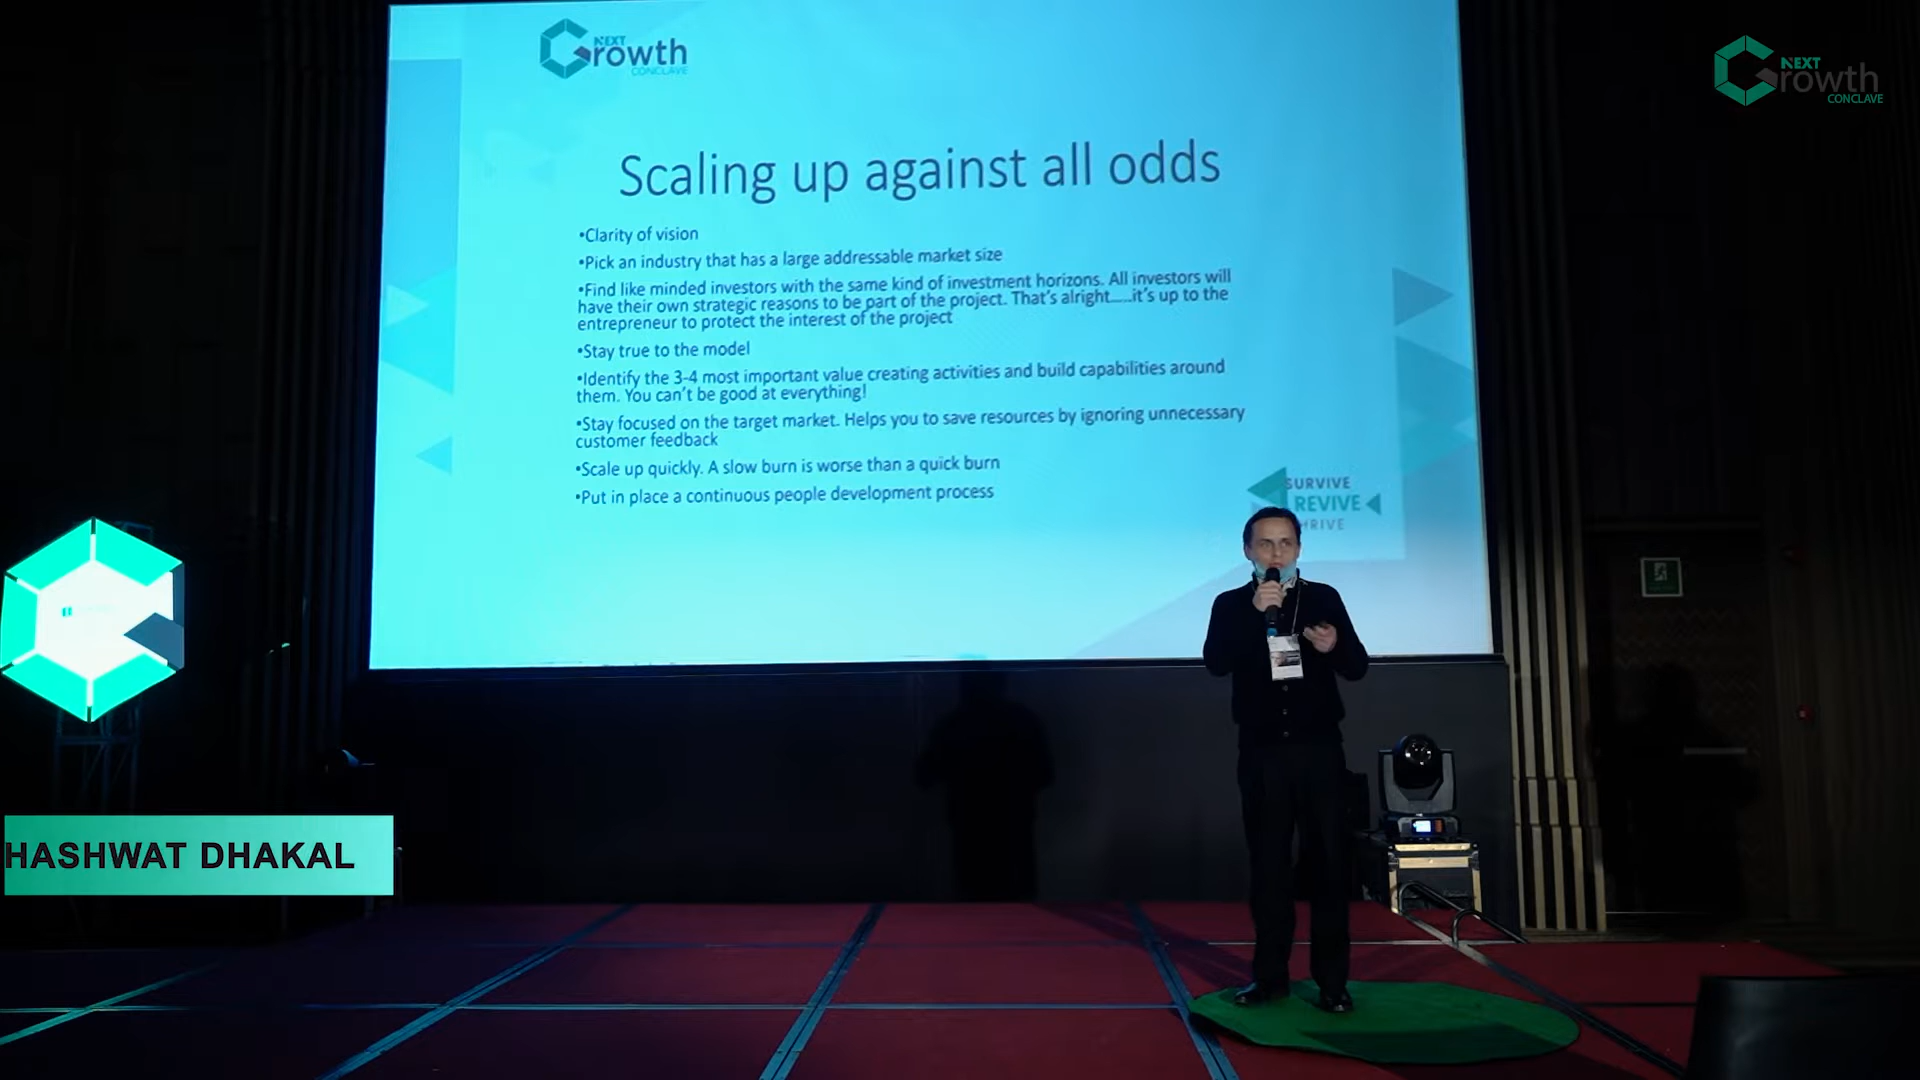 NEXT
Growth
CONCLAVE
NEXT
Growth
CONCLAVE
Scaling up against all odds
•Clarity of vision
•Pick an industry that has a large addressable market size
•Find like minded investors with the same kind of investment horizons. All investors will
have their own strategic reasons to be part of the project. That's alright.....it's up to the
entrepreneur to protect the interest of the project
•Stay true to the model
•Identify the 3-4 most important value creating activities and build capabilities around
them. You can't be good at everything!
•Stay focused on the target market. Helps you to save resources by ignoring unnecessary
customer feedback
•Scale up quickly. A slow burn is worse than a quick burn
•Put in place a continuous people development process
SURVIVE
REVIVE
HRIVE
HASHWAT DHAKAL